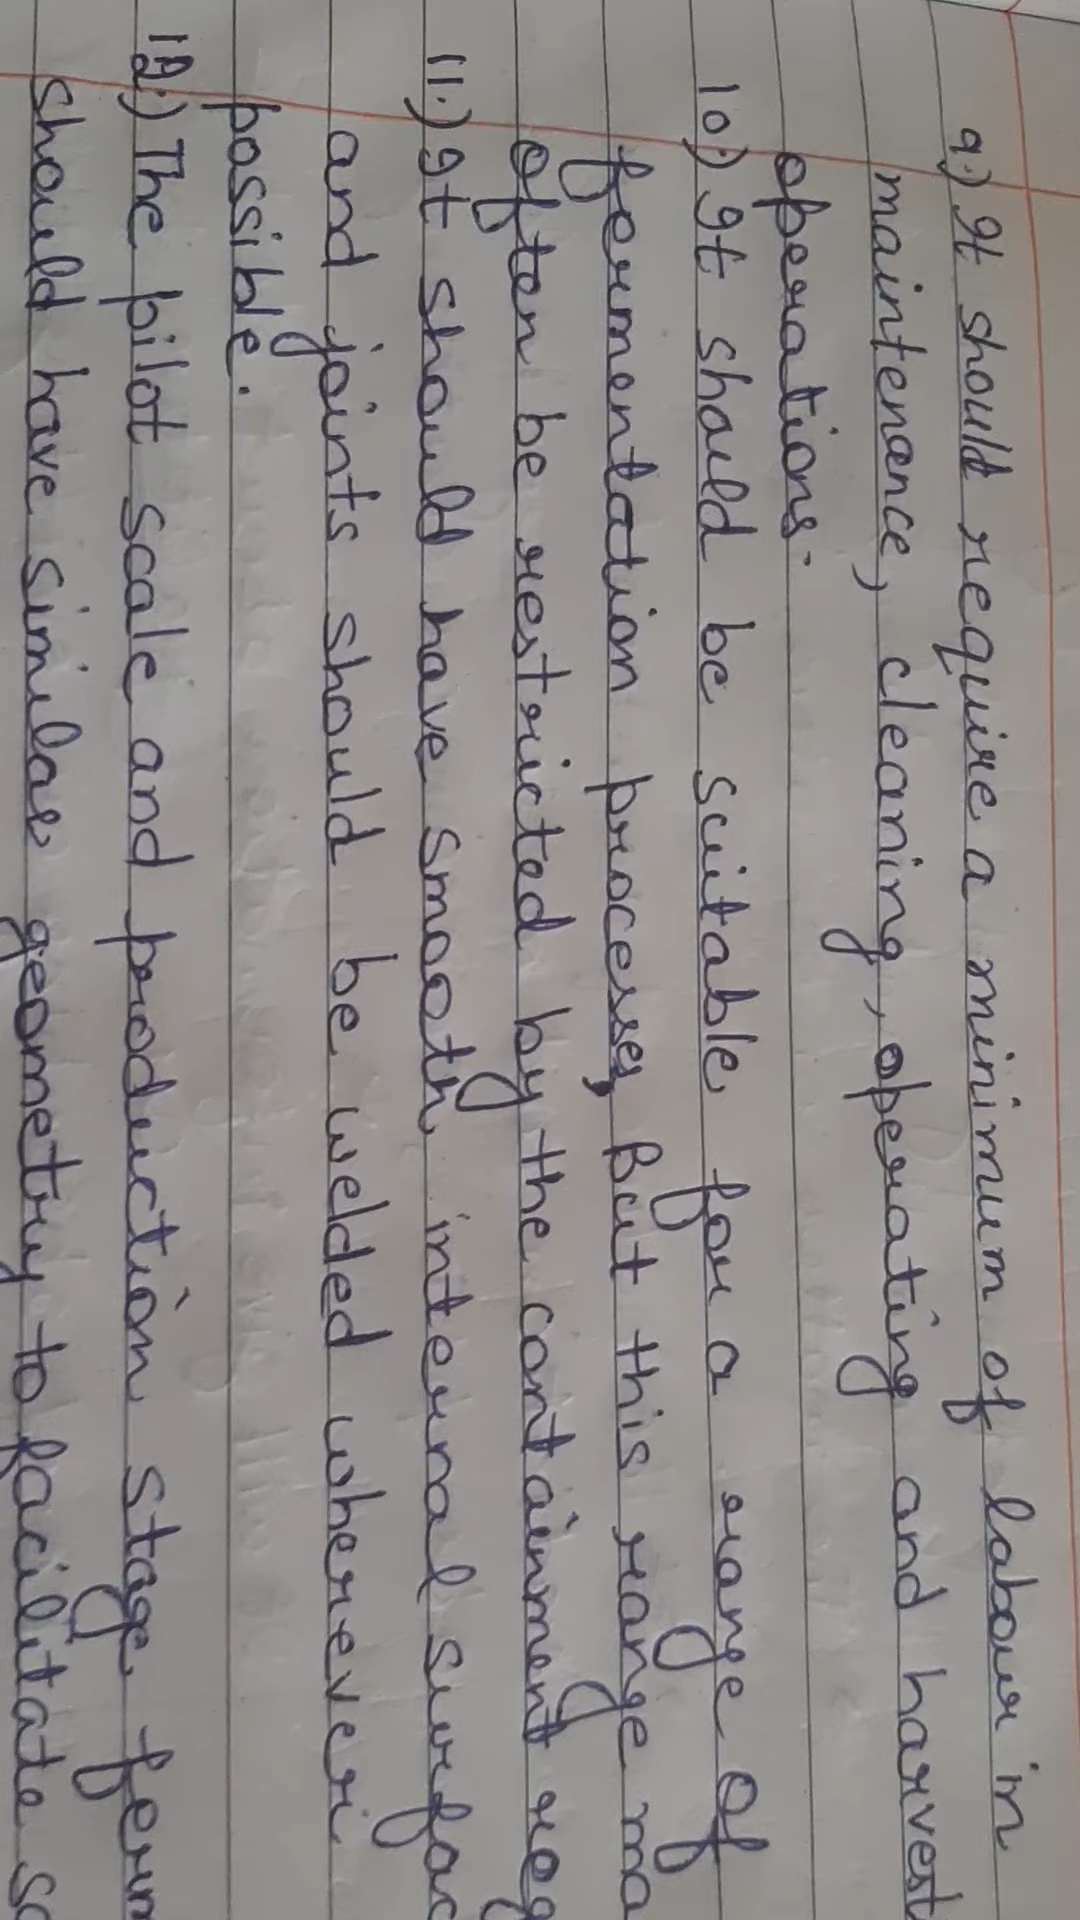 9.) It should require a minimum of labour in
maintenence, cleaning, operating and harvest
operations.
10.) It should be suitable for a range of
fermentation processes, But this range ma
often be restricted by the containment reg
11.) It should have smooth internal surfac
and joints should be welded wherever
possible.
12.) The pilot scale and production stage ferm
should have similar geometry to facilitate sc